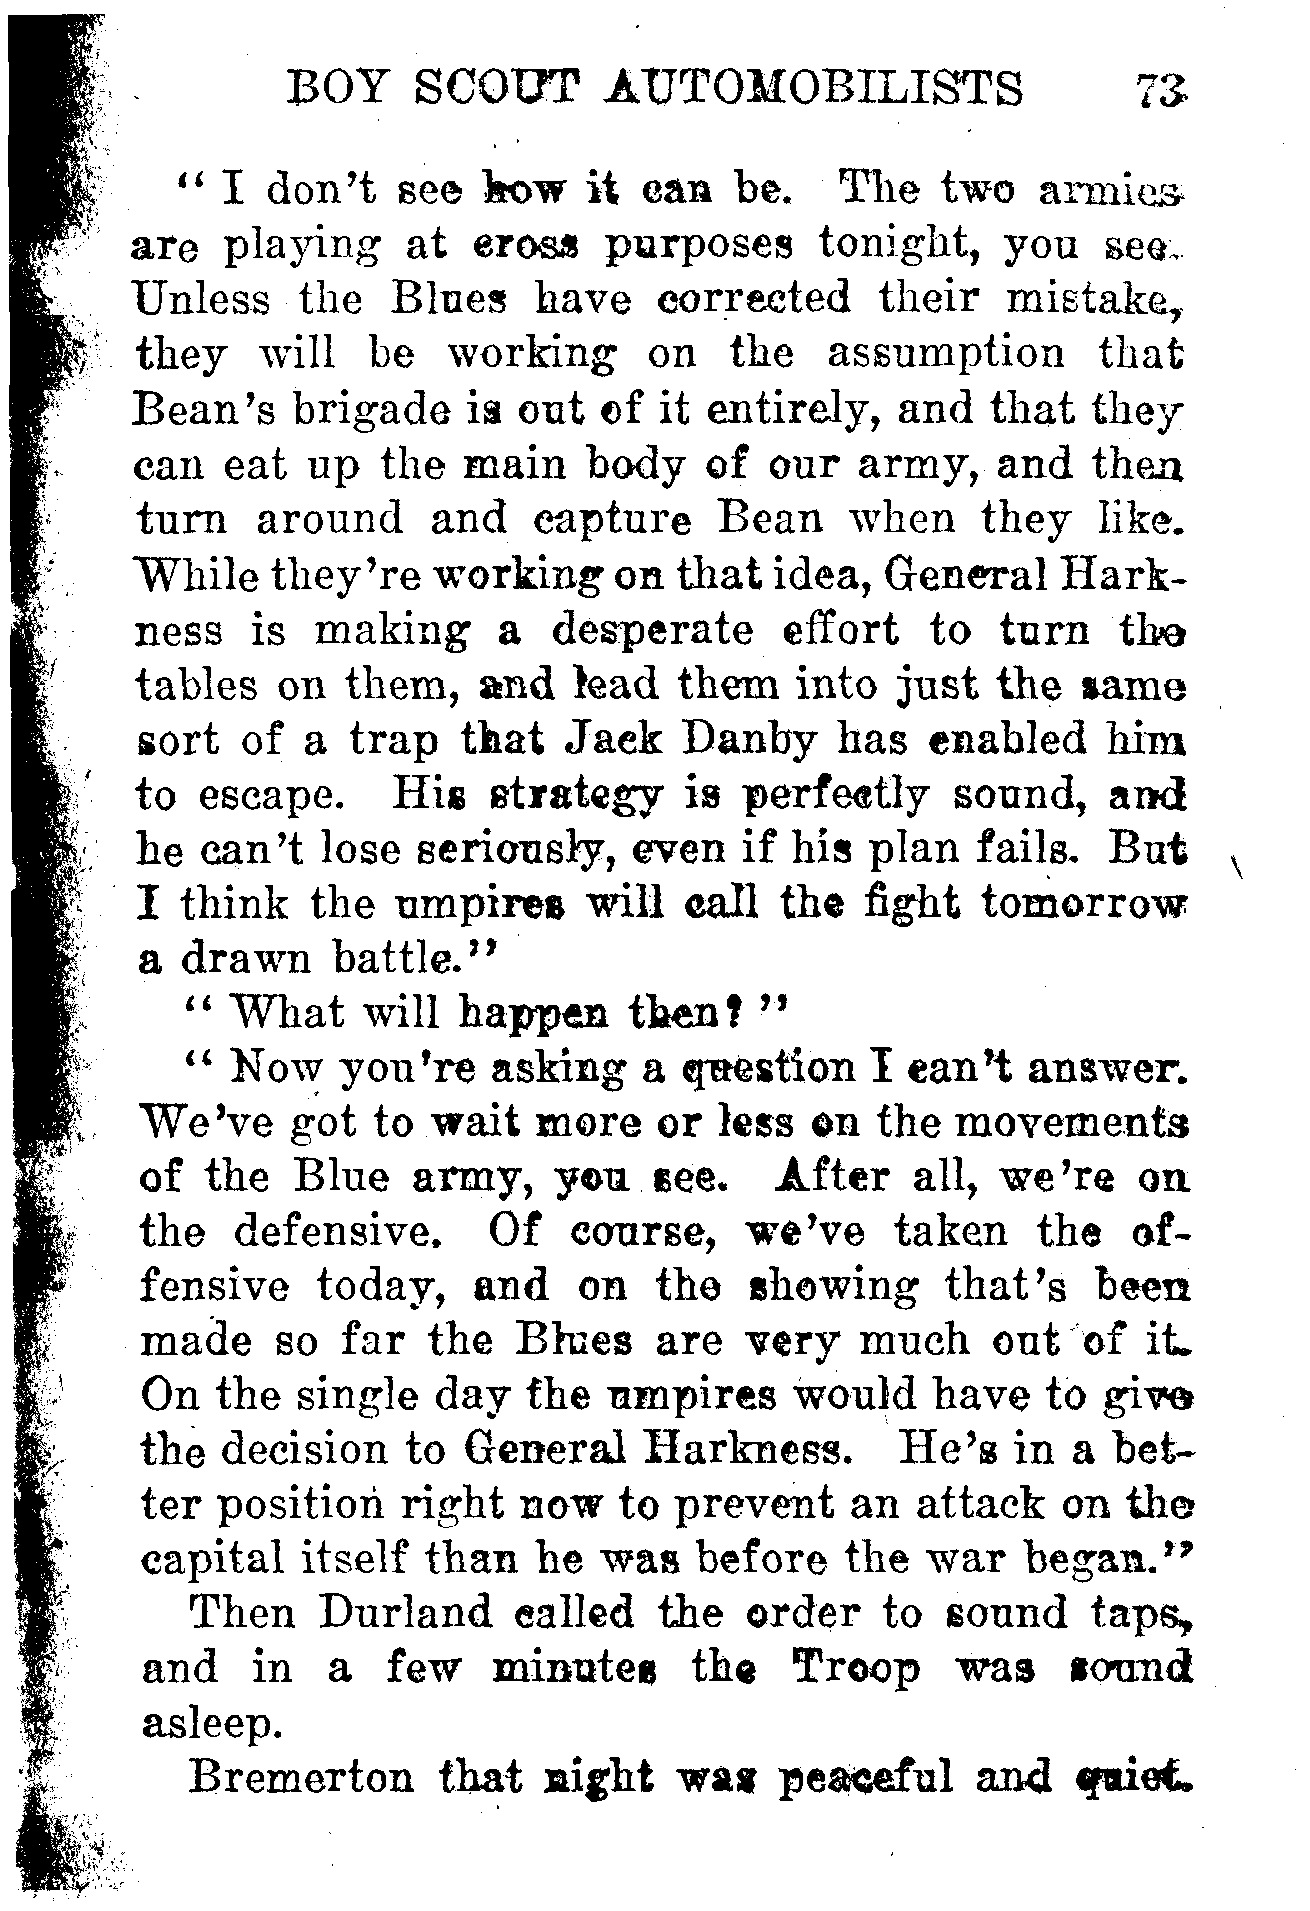 BOY SCOUT AUTOMOBILISTS 73
" I don't see how it can be. The two armies
are playing at cross purposes tonight, you see.
Unless the Blues have corrected their mistake,
they will be working on the assumption that
Bean's brigade is out of it entirely, and that they
can eat up the main body of our army, and then
turn around and capture Bean when they like.
While they're working on that idea, General Hark-
ness is making a desperate effort to turn the
tables on them, and lead them into just the same
sort of a trap that Jack Danby has enabled him
to escape. His strategy is perfectly sound, and
he can't lose seriously, even if his plan fails. But
I think the umpires will call the fight tomorrow
a drawn battle."
" What will happen then? "
" Now you're asking a question I can't answer.
We've got to wait more or less on the movements
of the Blue army, you see. After all, we're on
the defensive. Of course, we've taken the of-
fensive today, and on the showing that's been
made so far the Blues are very much out of it.
On the single day the umpires would have to give
the decision to General Harkness. He's in a bet-
ter position right now to prevent an attack on the
capital itself than he was before the war began."
Then Durland called the order to sound taps,
and in a few minutes the Troop was sound
asleep.
Bremerton that night was peaceful and quiet.